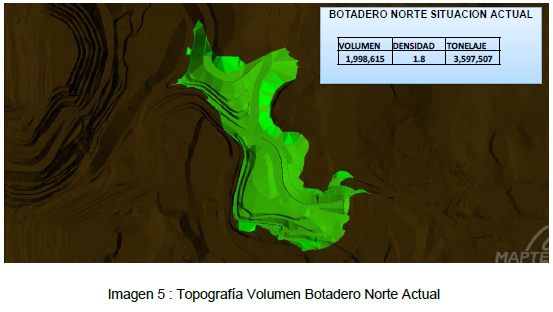 BOTADERO NORTE SITUACION ACTUAL
VOLUMEN DENSIDAD TONELAJE
1,998,615 1.8 3,597,507
MAPTE
Imagen 5 : Topografía Volumen Botadero Norte Actual